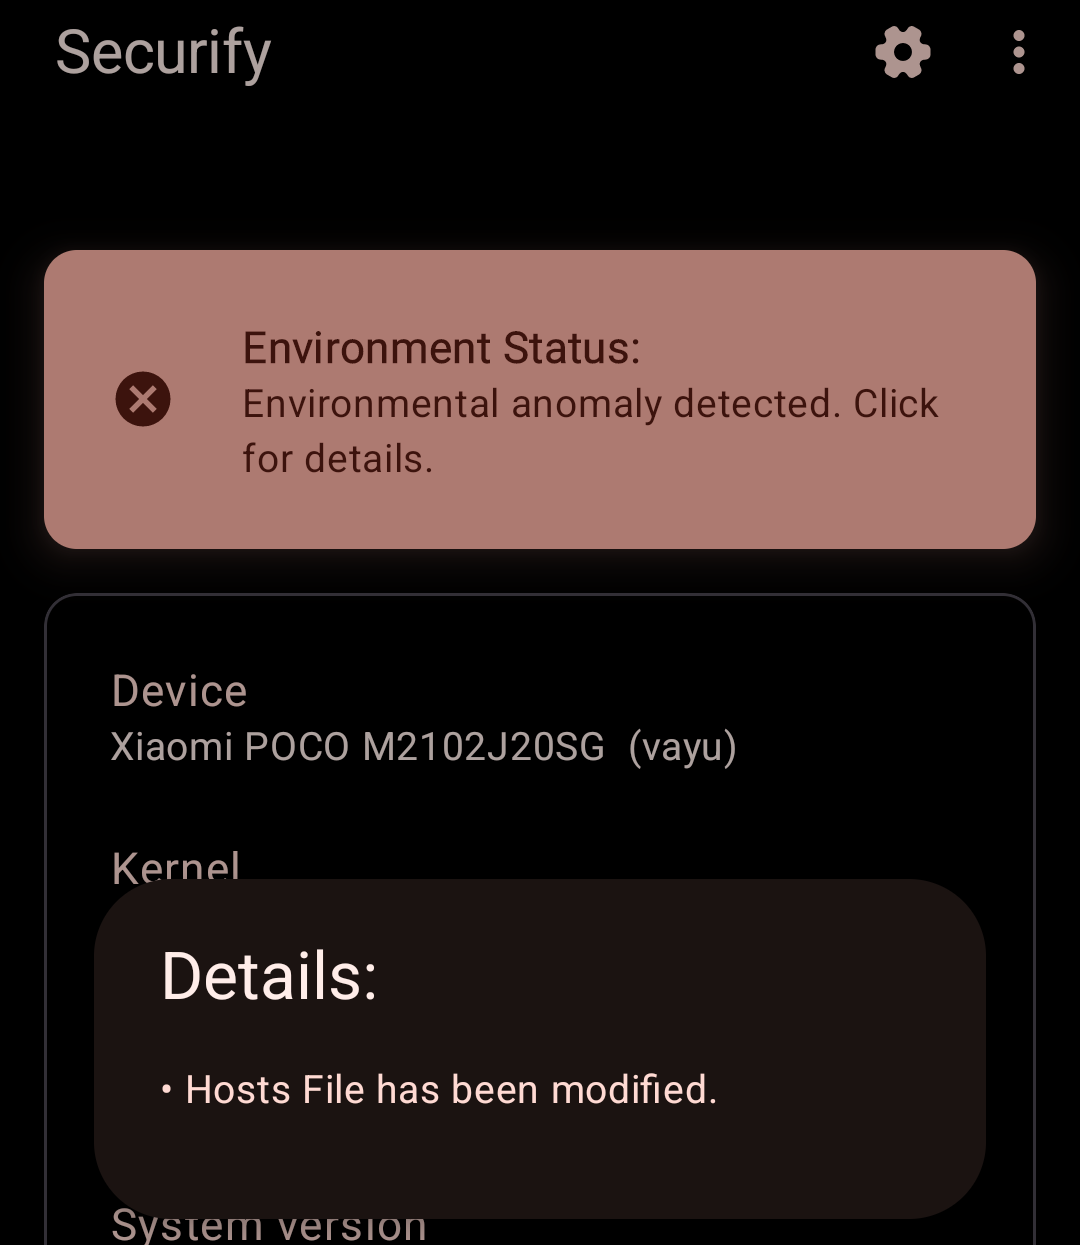 Securify
Environment Status:
Environmental anomaly detected. Click
for details.
Device
Xiaomi POCO M2102J20SG (vayu)
Kernel
Details:
• Hosts File has been modified.
System version